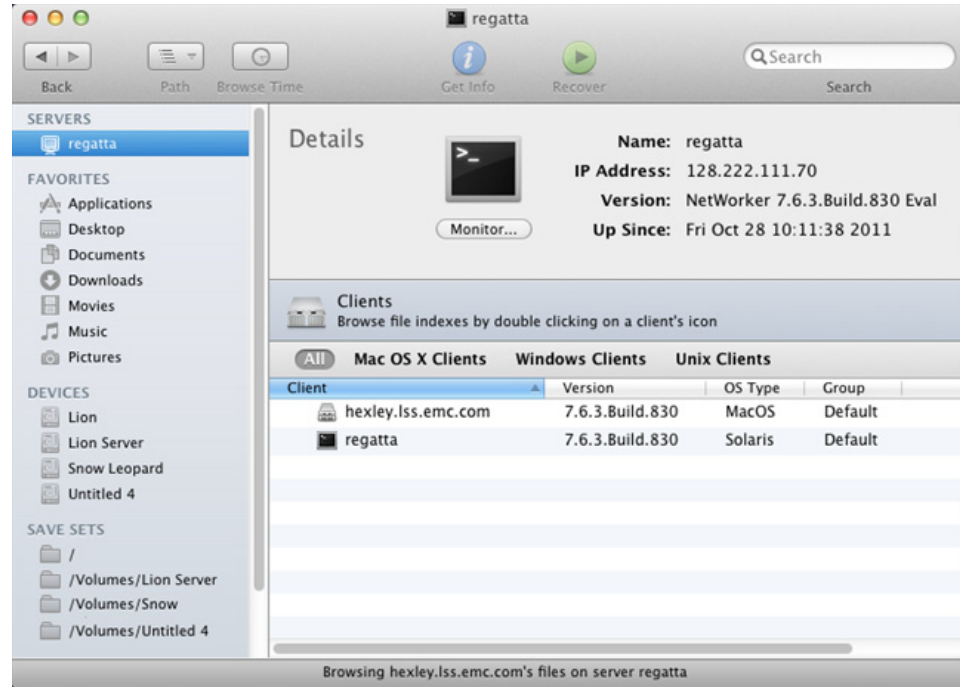 regatta
Back
Path
Browse Time
Get Info
Recover
Search
Search
SERVERS
regatta
FAVORITES
Applications
Desktop
Documents
Downloads
Movies
Music
Pictures
DEVICES
Lion
Lion Server
Snow Leopard
Untitled 4
SAVE SETS
/
/Volumes/Lion Server
/Volumes/Snow
/Volumes/Untitled 4
Details
>_
Monitor...
Name: regatta
IP Address: 128.222.111.70
Version: NetWorker 7.6.3.Build.830 Eval
Up Since: Fri Oct 28 10:11:38 2011
Clients
Browse file indexes by double clicking on a client's icon
All Mac OS X Clients Windows Clients Unix Clients
Client Version OS Type Group
hexley.lss.emc.com 7.6.3.Build.830 MacOS Default
regatta 7.6.3.Build.830 Solaris Default
Browsing hexley.lss.emc.com's files on server regatta